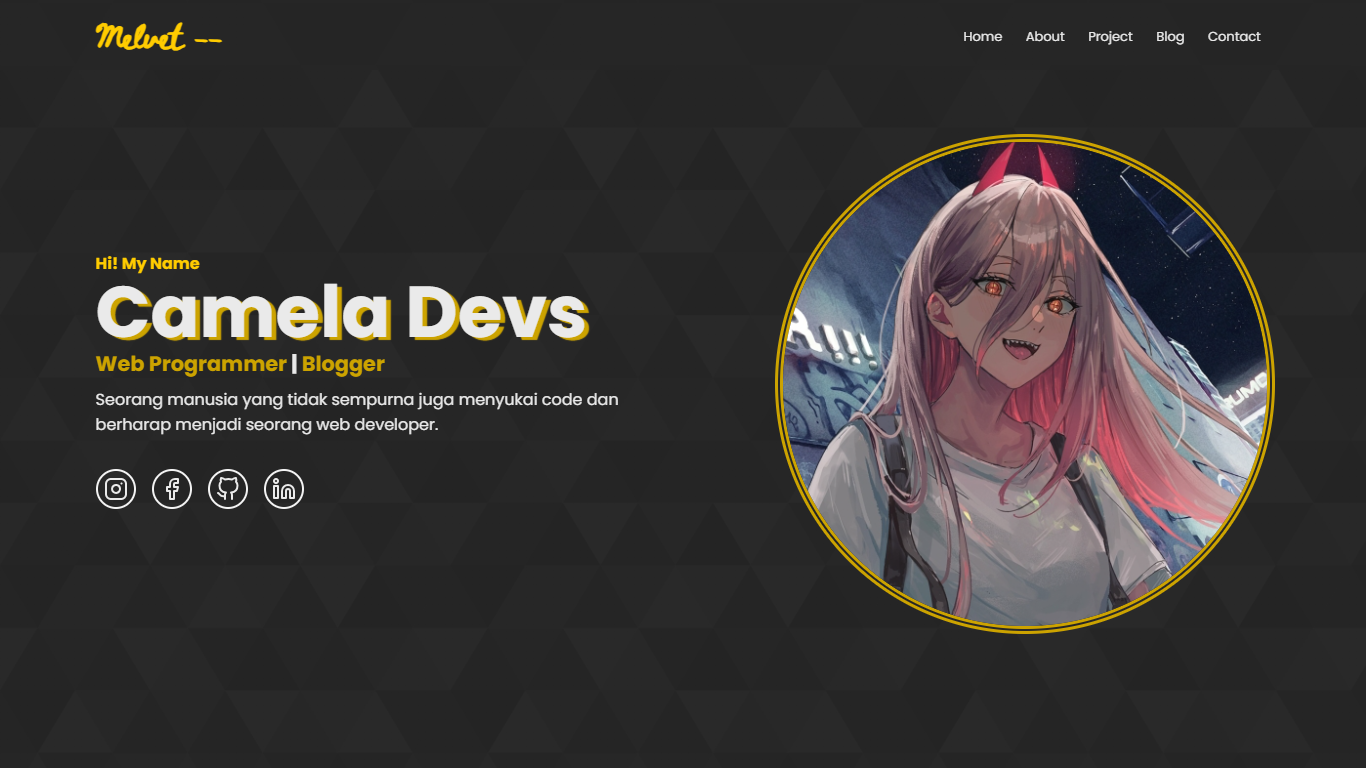 Melvet --
Home About Project Blog Contact
Hi! My Name
Camela Devs
Web Programmer | Blogger
Seorang manusia yang tidak sempurna juga menyukai code dan
berharap menjadi seorang web developer.
R!!!